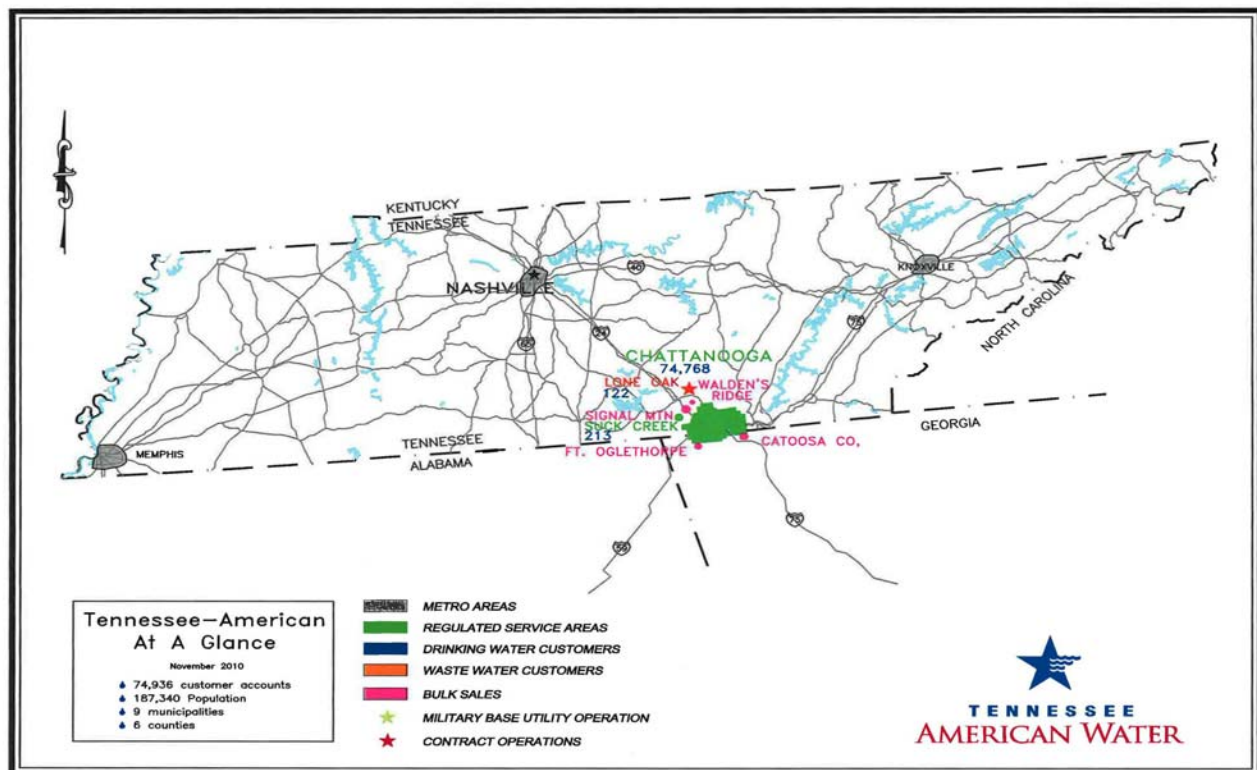 KENTUCKY
TENNESSEE
NASHVILLE
40
KNOXVILLE
NORTH CAROLINA
75
24
65
CHATTANOOGA
74,768
LONE OAK
122
WALDEN'S
RIDGE
SIGNAL MTN
SUCK CREEK
213
FT. OGLETHORPE
CATOOSA CO,
GEORGIA
TENNESSEE
ALABAMA
MEMPHIS
75
59
Tennessee-American
At A Glance
November 2010
74,936 customer accounts
187,340 Population
9 municipalities
6 counties
METRO AREAS
REGULATED SERVICE AREAS
DRINKING WATER CUSTOMERS
WASTE WATER CUSTOMERS
BULK SALES
MILITARY BASE UTILITY OPERATION
CONTRACT OPERATIONS
TENNESSEE
AMERICAN WATER